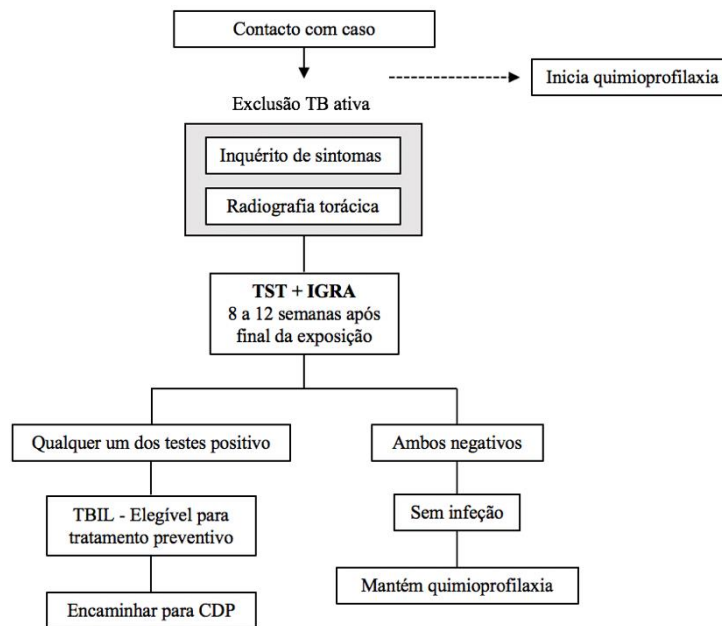 Contacto com caso
Inicia quimioprofilaxia
Exclusão TB ativa
Inquérito de sintomas
Radiografia torácica
TST + IGRA
8 a 12 semanas após
final da exposição
Qualquer um dos testes positivo
Ambos negativos
TBIL - Elegível para
tratamento preventivo
Sem infeção
Mantém quimioprofilaxia
Encaminhar para CDP